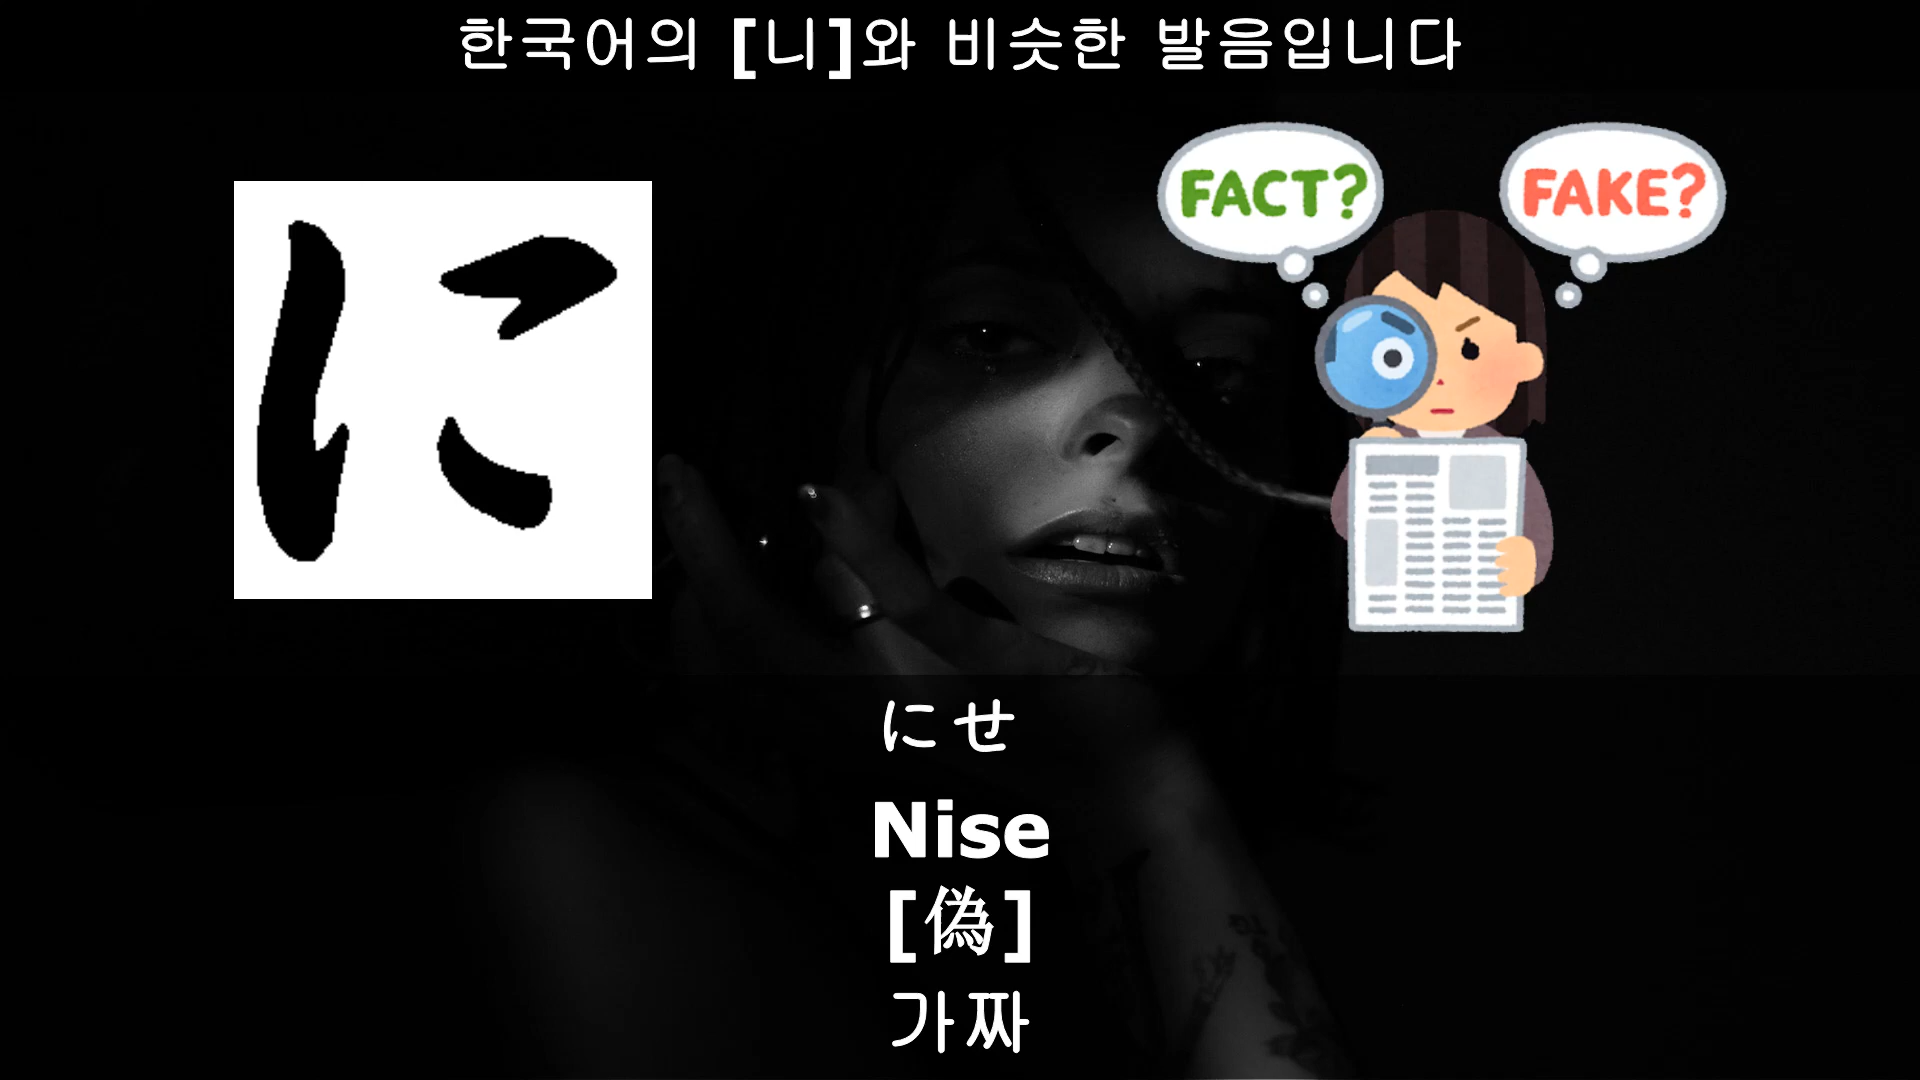 한국어의 [니]와 비슷한 발음입니다
に
FACT?
FAKE?
にせ
Nise
[偽]
가짜